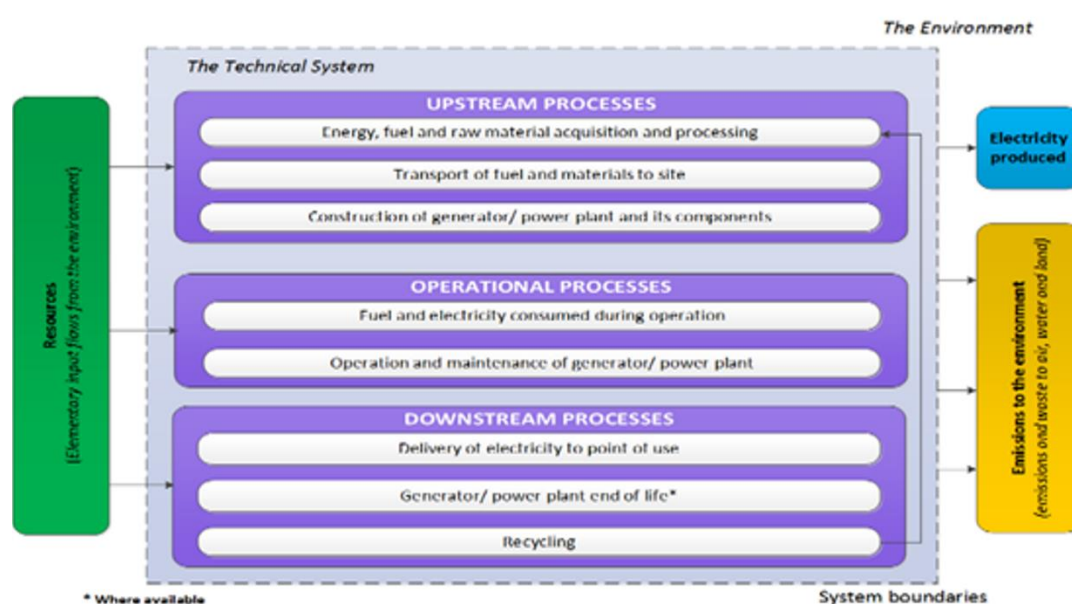 The Environment
The Technical System
UPSTREAM PROCESSES
Energy, fuel and raw material acquisition and processing
Transport of fuel and materials to site
Construction of generator/ power plant and its components
OPERATIONAL PROCESSES
Fuel and electricity consumed during operation
Operation and maintenance of generator/ power plant
DOWNSTREAM PROCESSES
Delivery of electricity to point of use
Generator/ power plant end of life*
Recycling
Resources
(Elementary input flows from the environment)
Electricity
produced
Emissions to the environment
(emissions and waste to air, water and land)
* Where available
System boundaries